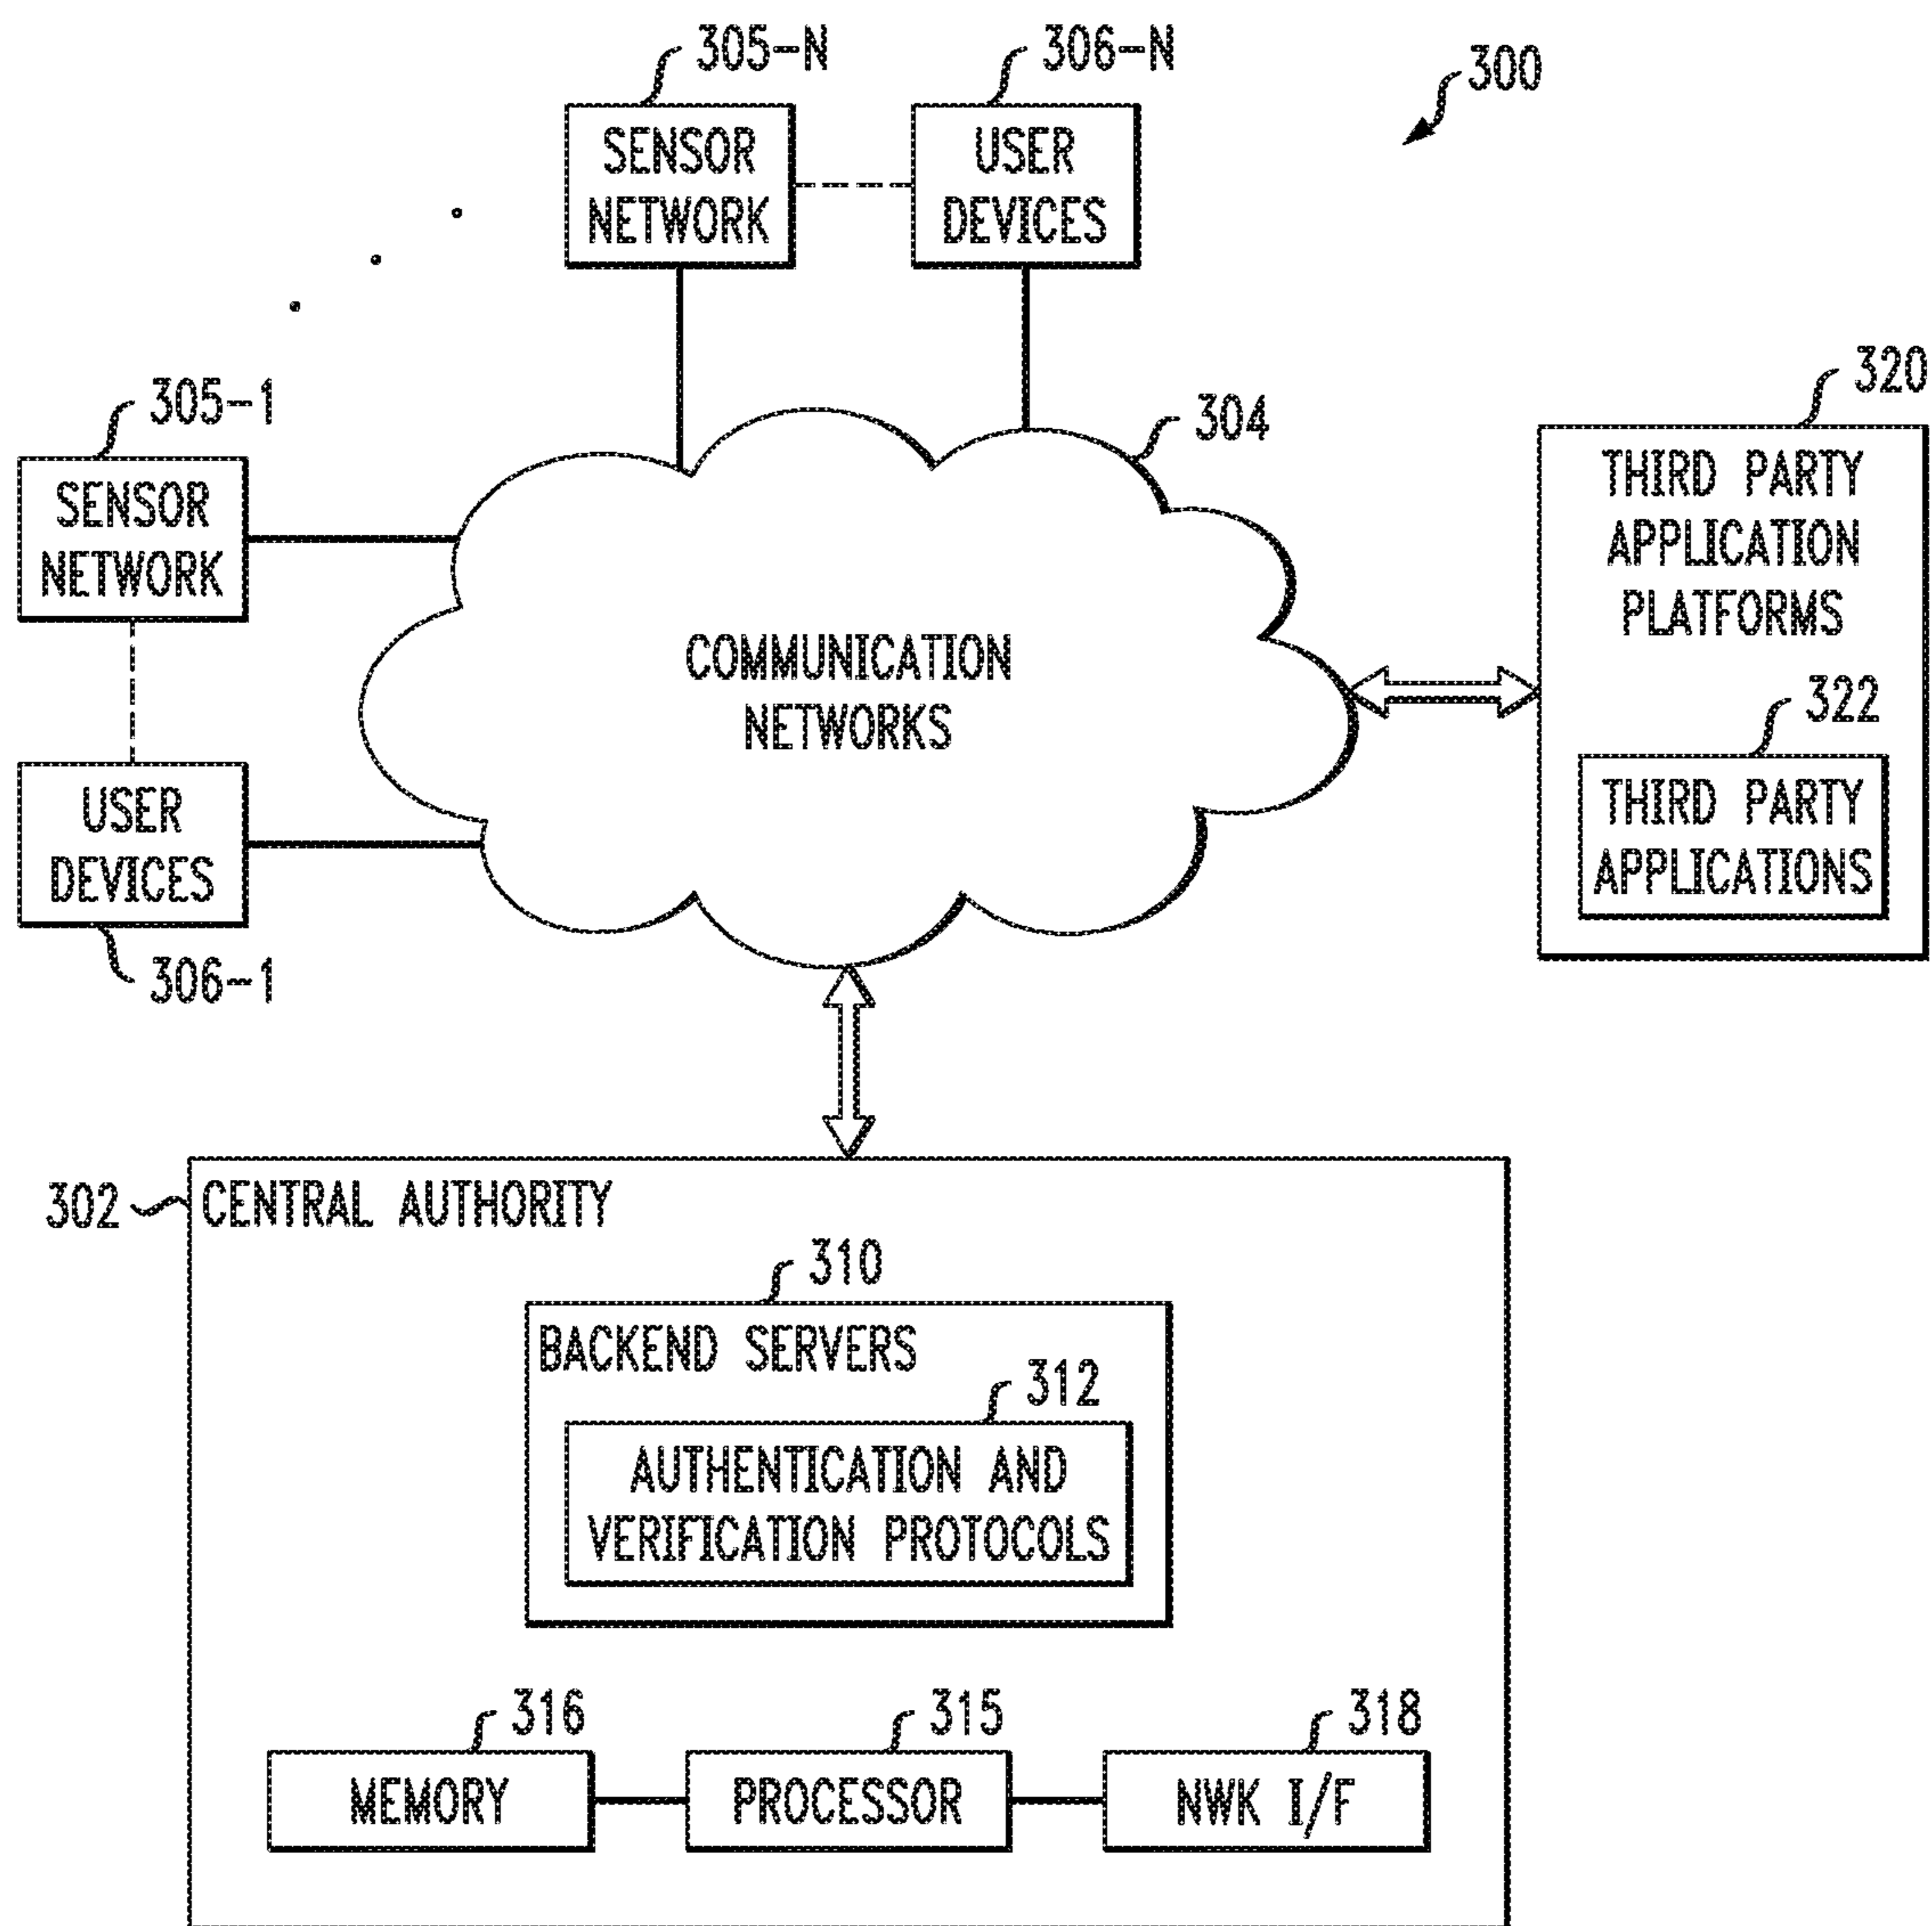 305-N
306-N
300
SENSOR
NETWORK
USER
DEVICES
305-1
304
320
SENSOR
NETWORK
THIRD PARTY
APPLICATION
PLATFORMS
COMMUNICATION
NETWORKS
322
THIRD PARTY
APPLICATIONS
USER
DEVICES
306-1
302
CENTRAL AUTHORITY
310
BACKEND SERVERS
312
AUTHENTICATION AND
VERIFICATION PROTOCOLS
316
315
318
MEMORY
PROCESSOR
NWK I/F